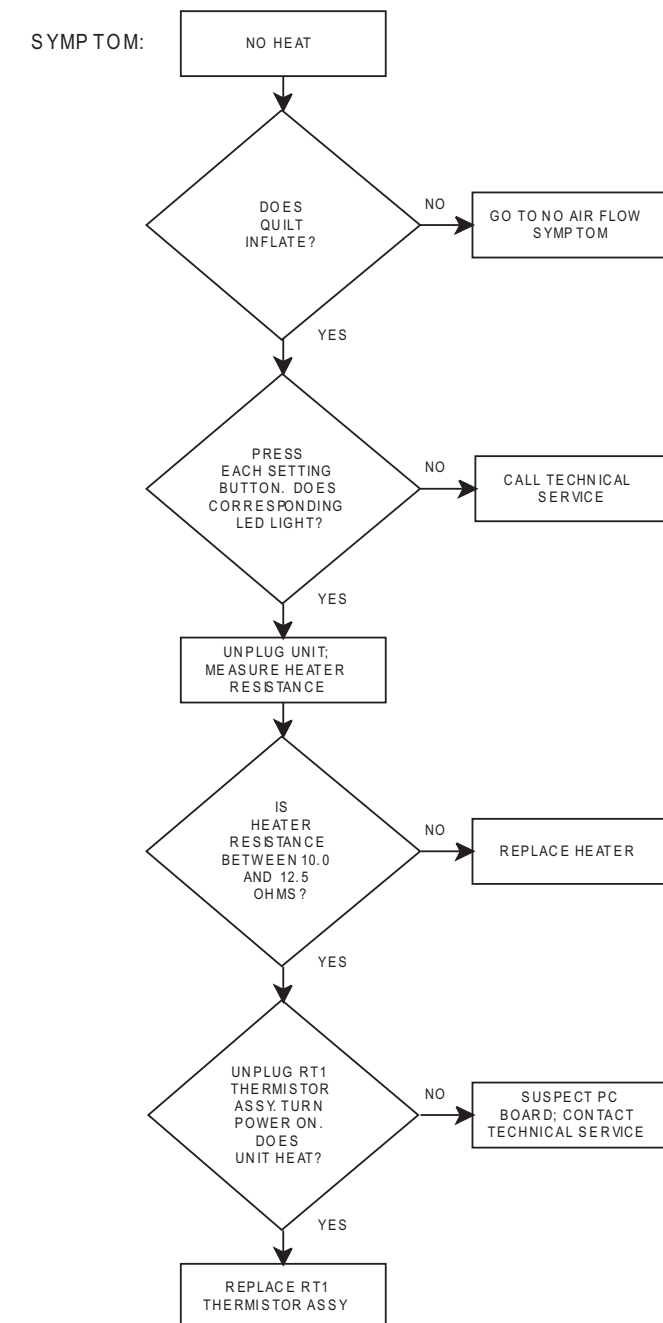 SYMPTOM:
NO HEAT
DOES
QUILT
INFLATE?
NO
GO TO NO AIR FLOW
SYMPTOM
YES
PRESS
EACH SETTING
BUTTON. DOES
CORRESPONDING
LED LIGHT?
NO
CALL TECHNICAL
SERVICE
YES
UNPLUG UNIT;
MEASURE HEATER
RESISTANCE
IS
HEATER
RESISTANCE
BETWEEN 10.0
AND 12.5
OHMS?
NO
REPLACE HEATER
YES
UNPLUG RT1
THERMISTOR
ASSY. TURN
POWER ON.
DOES
UNIT HEAT?
NO
SUSPECT PC
BOARD; CONTACT
TECHNICAL SERVICE
YES
REPLACE RT1
THERMISTOR ASSY